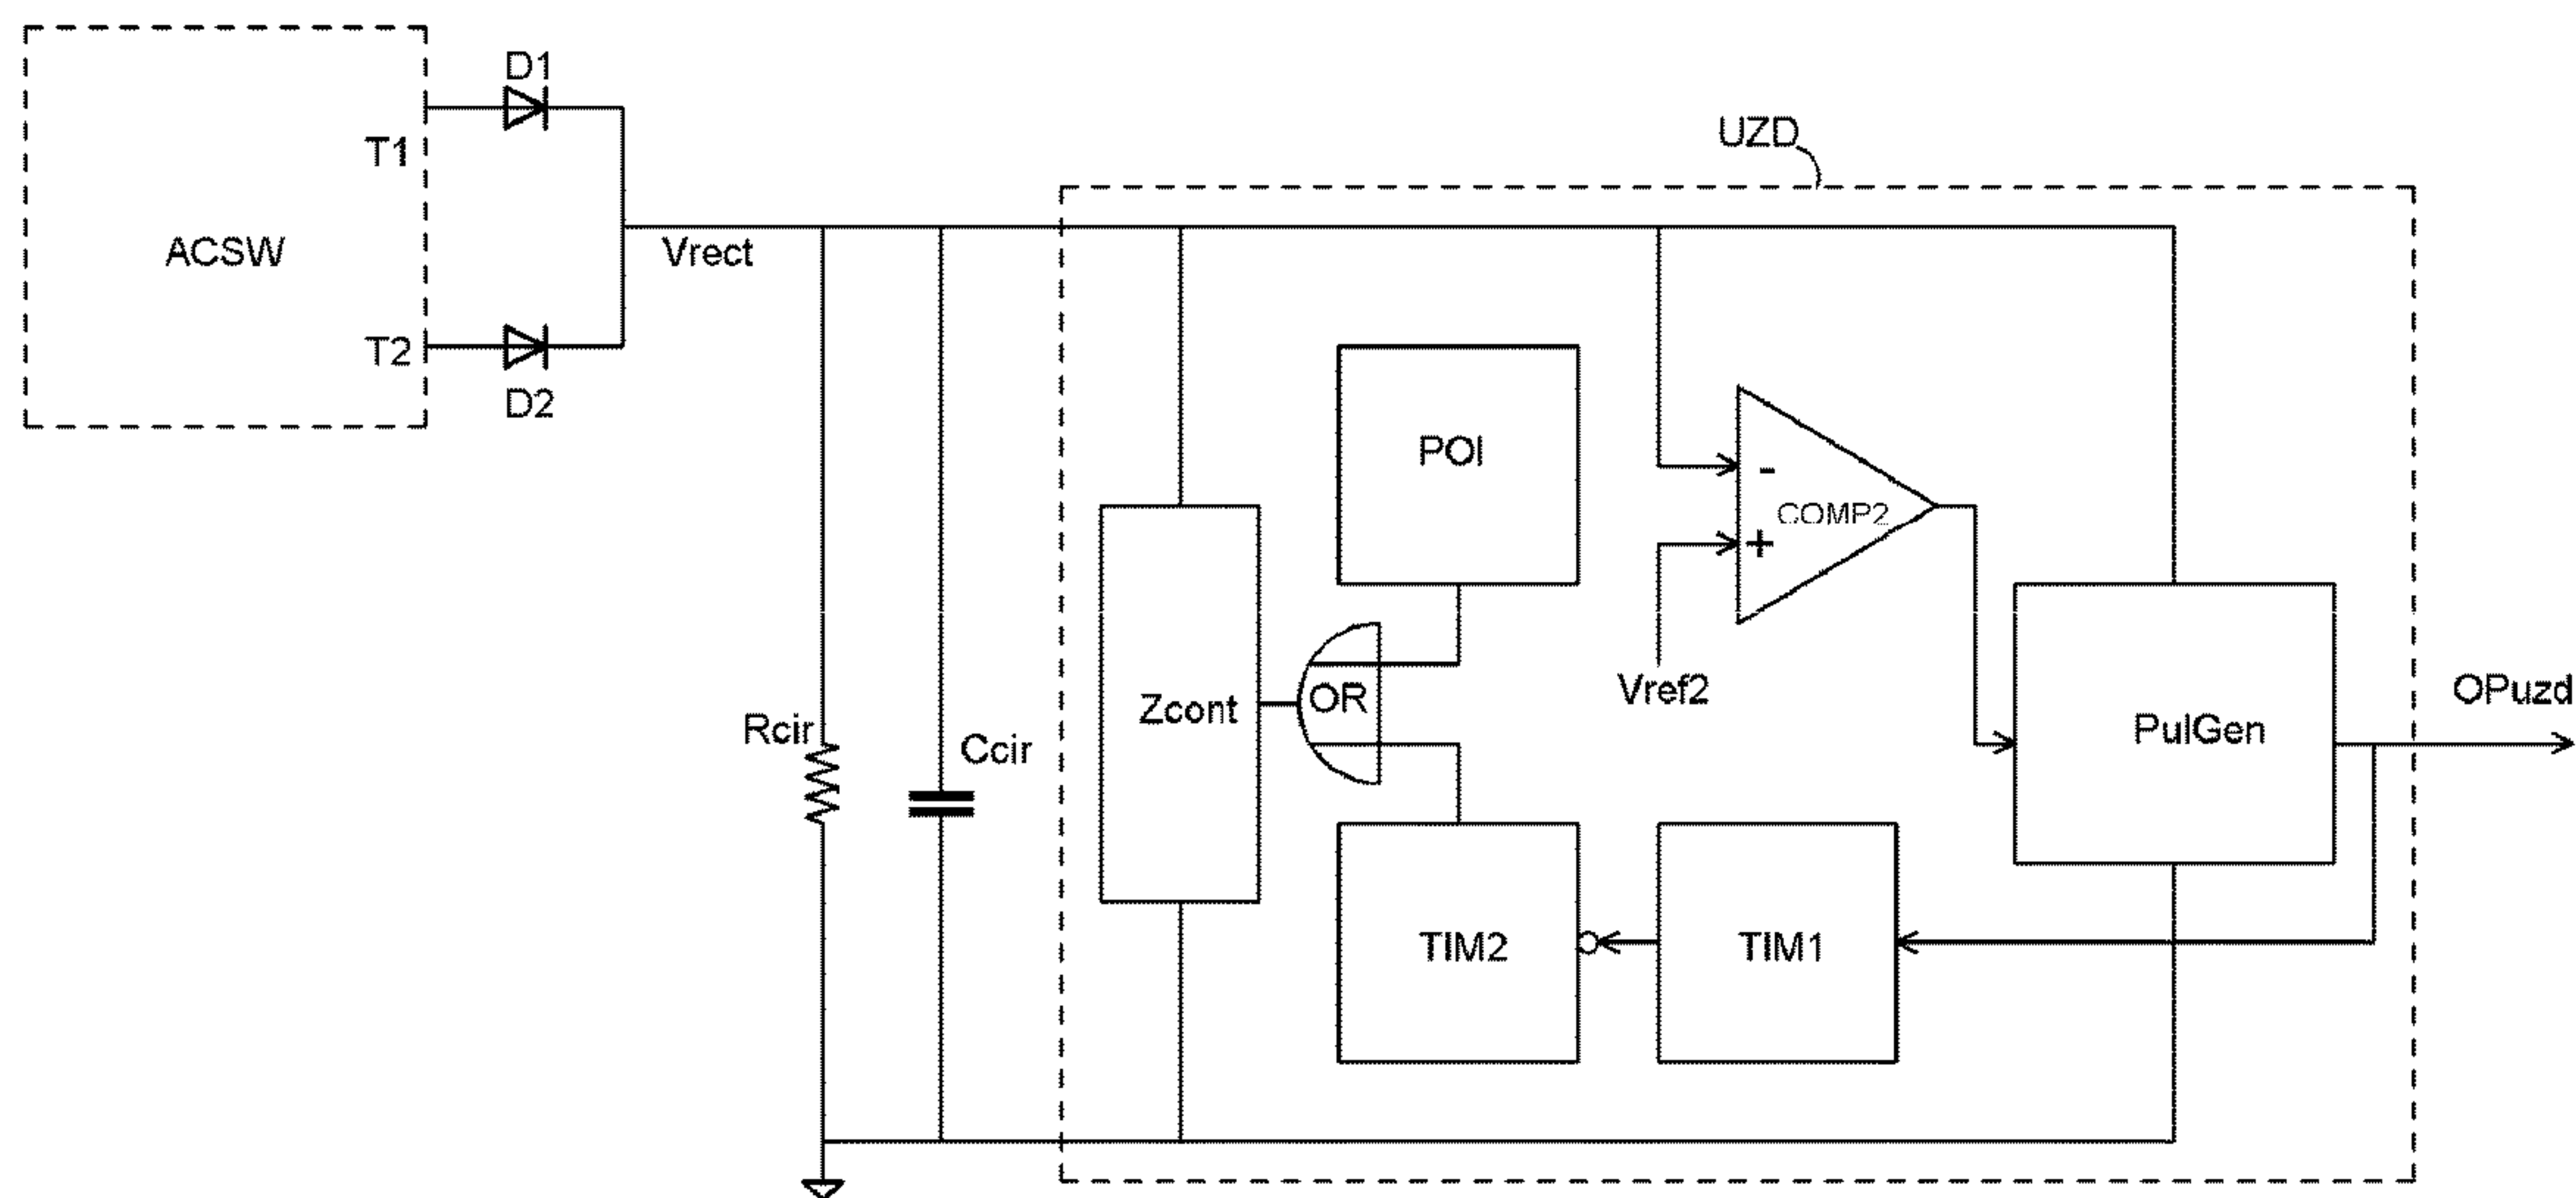 D1
UZD
T1
ACSW
Vrect
T2
D2
POI
-
COMP2
+
Vref2
OPuzd
Zcont
OR
PulGen
Rcir
Ccir
TIM2
TIM1